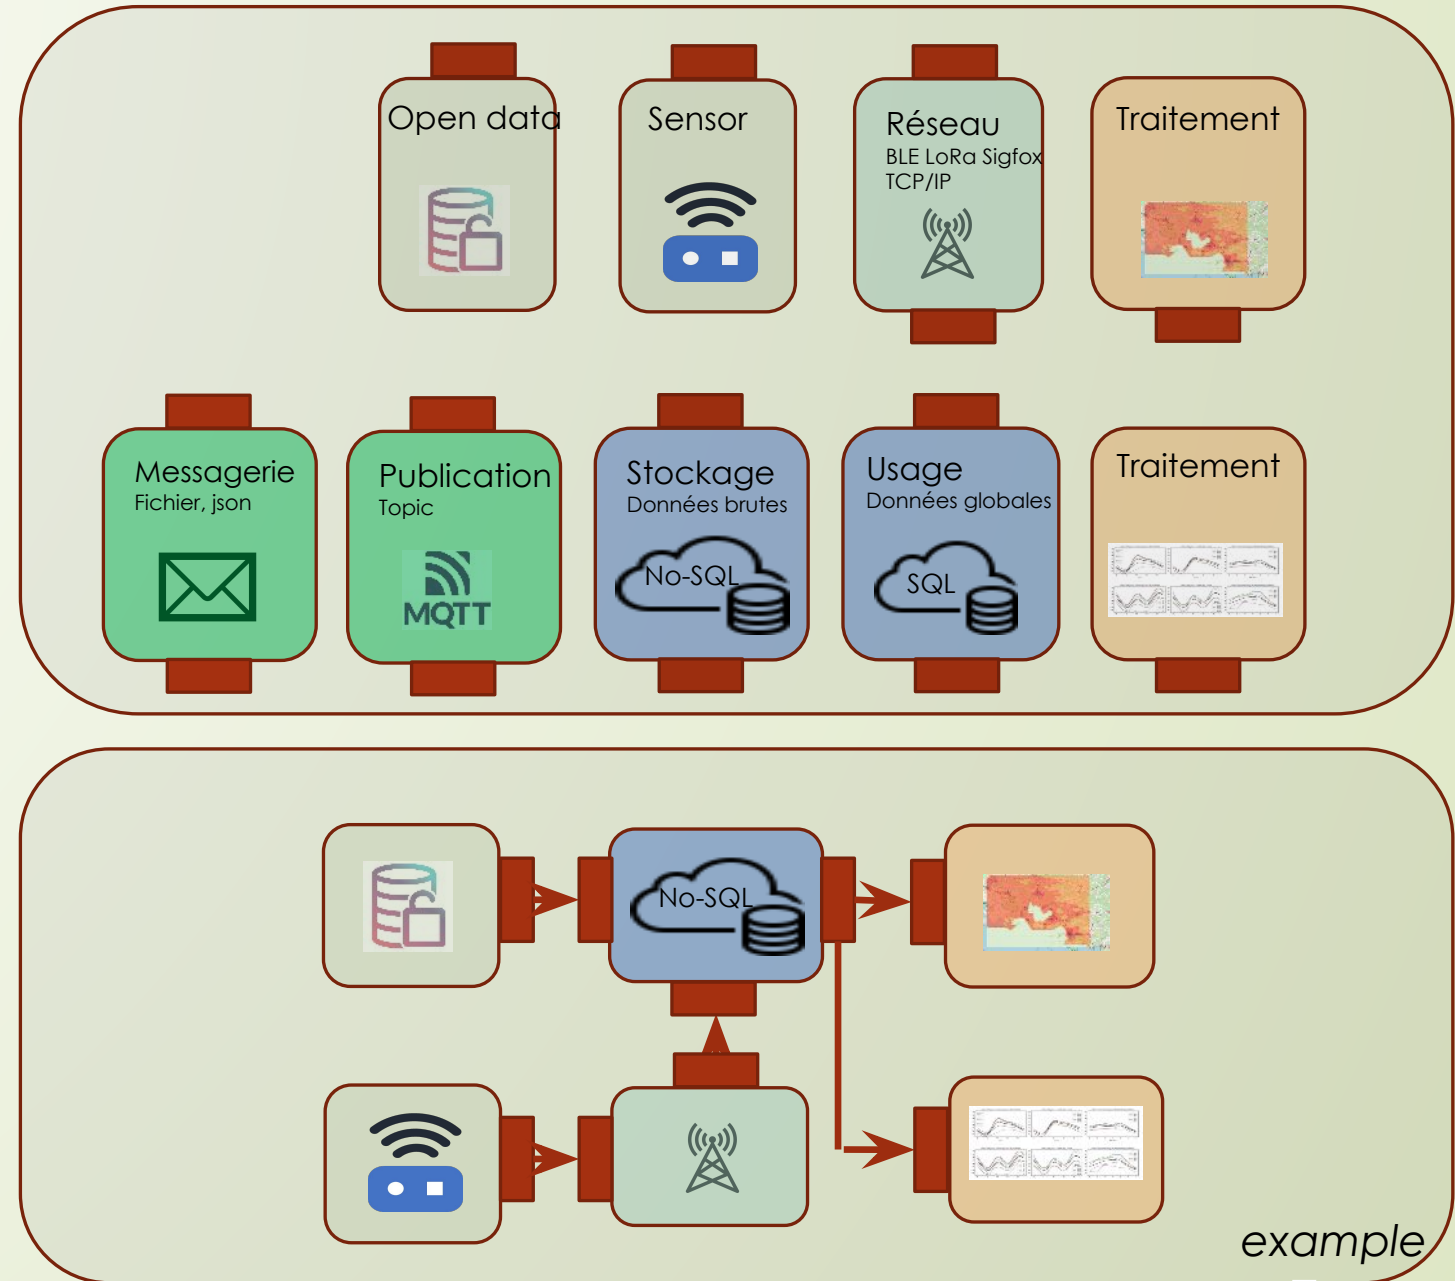 Open data
Sensor
Réseau
BLE LoRa Sigfox
TCP/IP
Traitement
Messagerie
Fichier, json
Publication
Topic
MQTT
Stockage
Données brutes
No-SQL
Usage
Données globales
SQL
Traitement
No-SQL
example